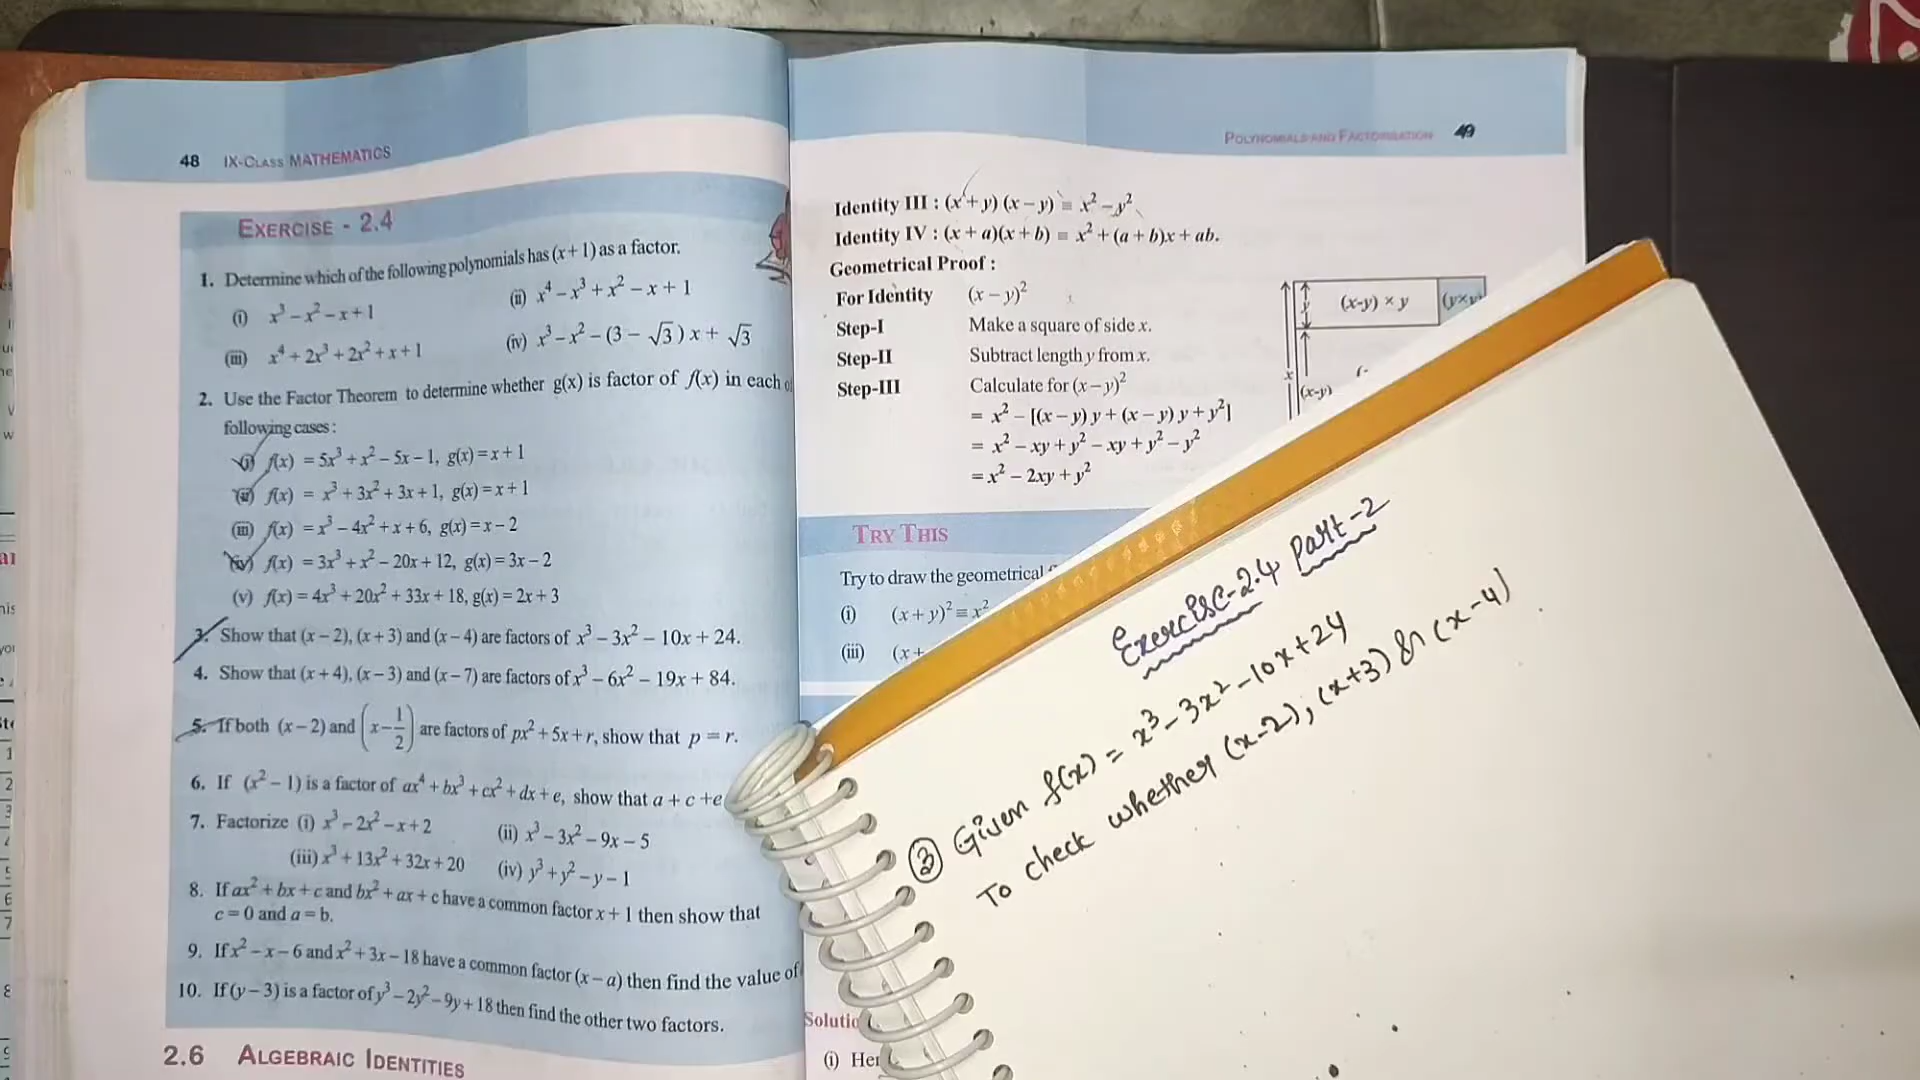 48 IX-CLASS MATHEMATICS
EXERCISE - 2.4
1. Determine which of the following polynomials has (x + 1) as a factor.
(i) x³ – x² – x + 1 (ii) x⁴ – x³ + x² – x + 1
(iii) x⁴ + 2x³ + 2x² + x + 1 (iv) x³ – x² – (3 – √3) x + √3
2. Use the Factor Theorem to determine whether g(x) is factor of f(x) in each
following cases :
(i) f(x) = 5x³ + x² – 5x – 1, g(x) = x + 1
(ii) f(x) = x³ + 3x² + 3x + 1, g(x) = x + 1
(iii) f(x) = x³ – 4x² + x + 6, g(x) = x – 2
(iv) f(x) = 3x³ + x² – 20x + 12, g(x) = 3x – 2
(v) f(x) = 4x³ + 20x² + 33x + 18, g(x) = 2x + 3
3. Show that (x – 2), (x + 3) and (x – 4) are factors of x³ – 3x² – 10x + 24.
4. Show that (x + 4), (x – 3) and (x – 7) are factors of x³ – 6x² – 19x + 84.
5. If both (x – 2) and (x – 1/2) are factors of px² + 5x + r, show that p = r.
6. If (x² – 1) is a factor of ax⁴ + bx³ + cx² + dx + e, show that a + c + e
7. Factorize (i) x³ – 2x² – x + 2 (ii) x³ – 3x² – 9x – 5
(iii) x³ + 13x² + 32x + 20 (iv) y³ + y² – y – 1
8. If ax² + bx + c and bx² + ax + c have a common factor x + 1 then show that
c = 0 and a = b.
9. If x² – x – 6 and x² + 3x – 18 have a common factor (x – a) then find the value of
10. If (y – 3) is a factor of y³ – 2y² – 9y + 18 then find the other two factors.
2.6 ALGEBRAIC IDENTITIES
POLYNOMIALS AND FACTORISATION 49
Identity III : (x + y) (x – y) ≡ x² – y²
Identity IV : (x + a)(x + b) ≡ x² + (a + b)x + ab.
Geometrical Proof :
For Identity (x – y)²
Step-I Make a square of side x.
Step-II Subtract length y from x.
Step-III Calculate for (x – y)²
= x² – [(x – y) y + (x – y) y + y²]
= x² – xy + y² – xy + y² – y²
= x² – 2xy + y²
(x-y) × y
y
x
(x-y)
TRY THIS
Try to draw the geometrical
(i) (x + y)² ≡ x²
(iii) (x +
(i)
Exercise-2.4 Part-2
③ Given f(x) = x³-3x²-10x+24
To check whether (x-2), (x+3) & (x-4)